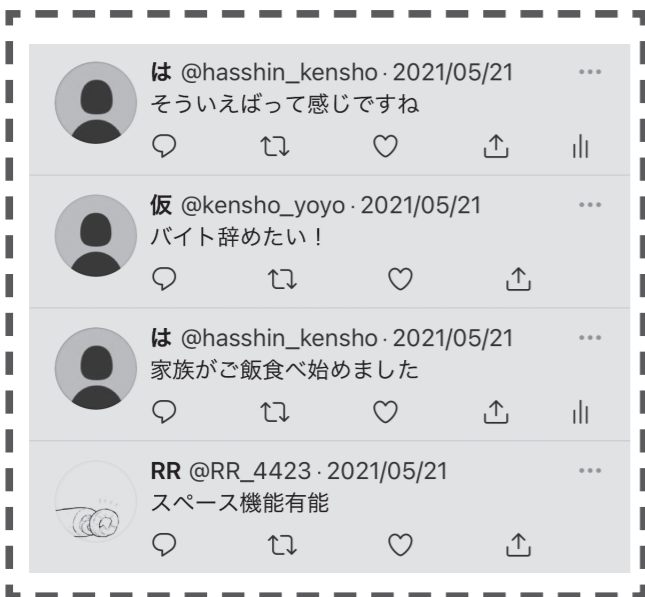 は @hasshin_kensho · 2021/05/21
そういえばって感じですね
仮 @kensho_yoyo · 2021/05/21
バイト辞めたい！
は @hasshin_kensho · 2021/05/21
家族がご飯食べ始めました
RR @RR_4423 · 2021/05/21
スペース機能有能